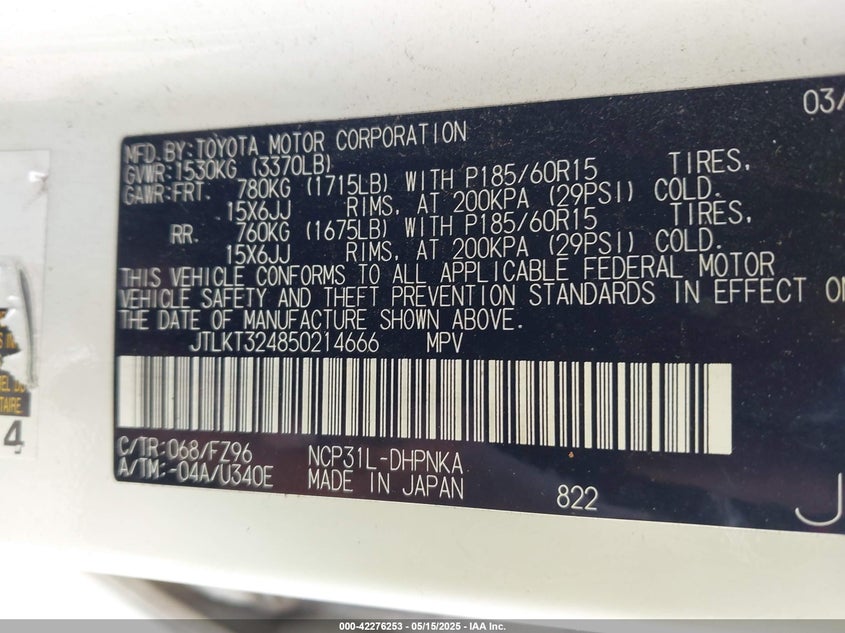 03/
MFD.BY:TOYOTA MOTOR CORPORATION
GVWR:1530KG (3370LB)
GAWR:FRT. 780KG (1715LB) WITH P185/60R15 TIRES,
15X6JJ RIMS, AT 200KPA (29PSI) COLD.
RR. 760KG (1675LB) WITH P185/60R15 TIRES,
15X6JJ RIMS, AT 200KPA (29PSI) COLD.
THIS VEHICLE CONFORMS TO ALL APPLICABLE FEDERAL MOTOR
VEHICLE SAFETY AND THEFT PREVENTION STANDARDS IN EFFECT ON
THE DATE OF MANUFACTURE SHOWN ABOVE.
JTLKT324850214666 MPV
C/TR:068/FZ96 NCP31L-DHPNKA
A/TM:-04A/U340E MADE IN JAPAN
822
J
4
000-42276253 — 05/15/2025 — IAA Inc.